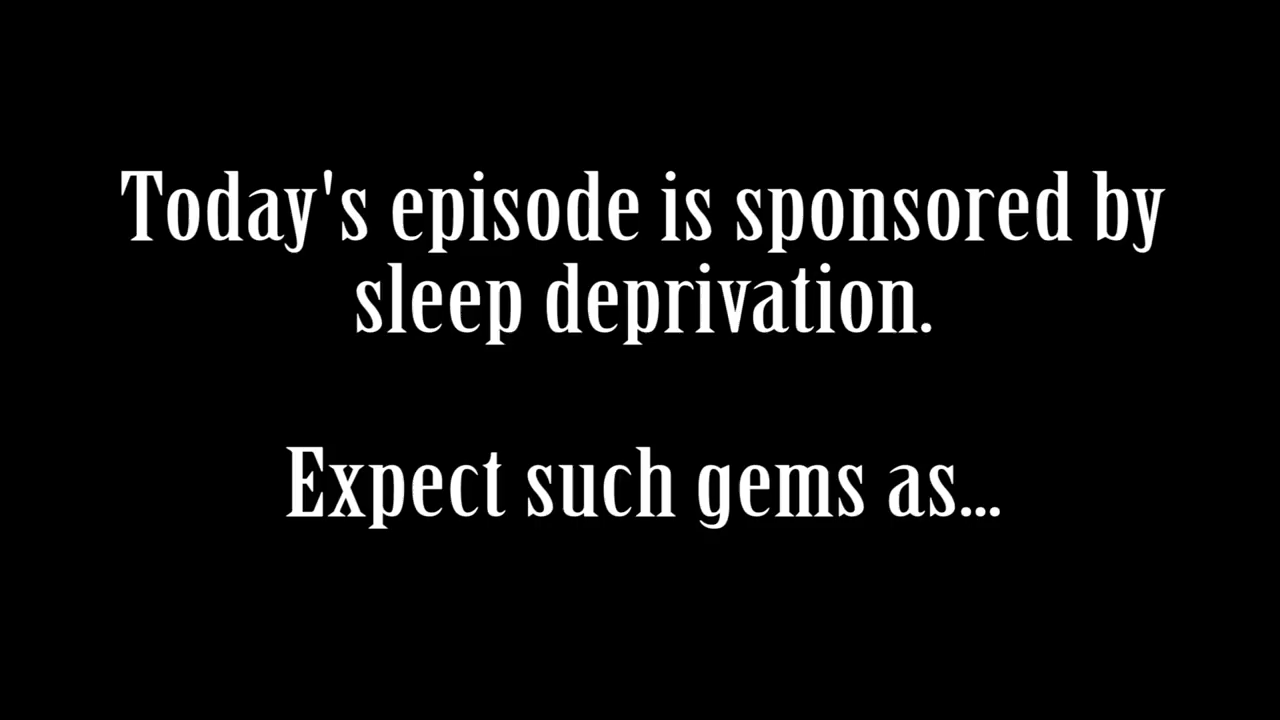 Today's episode is sponsored by
sleep deprivation.
Expect such gems as...